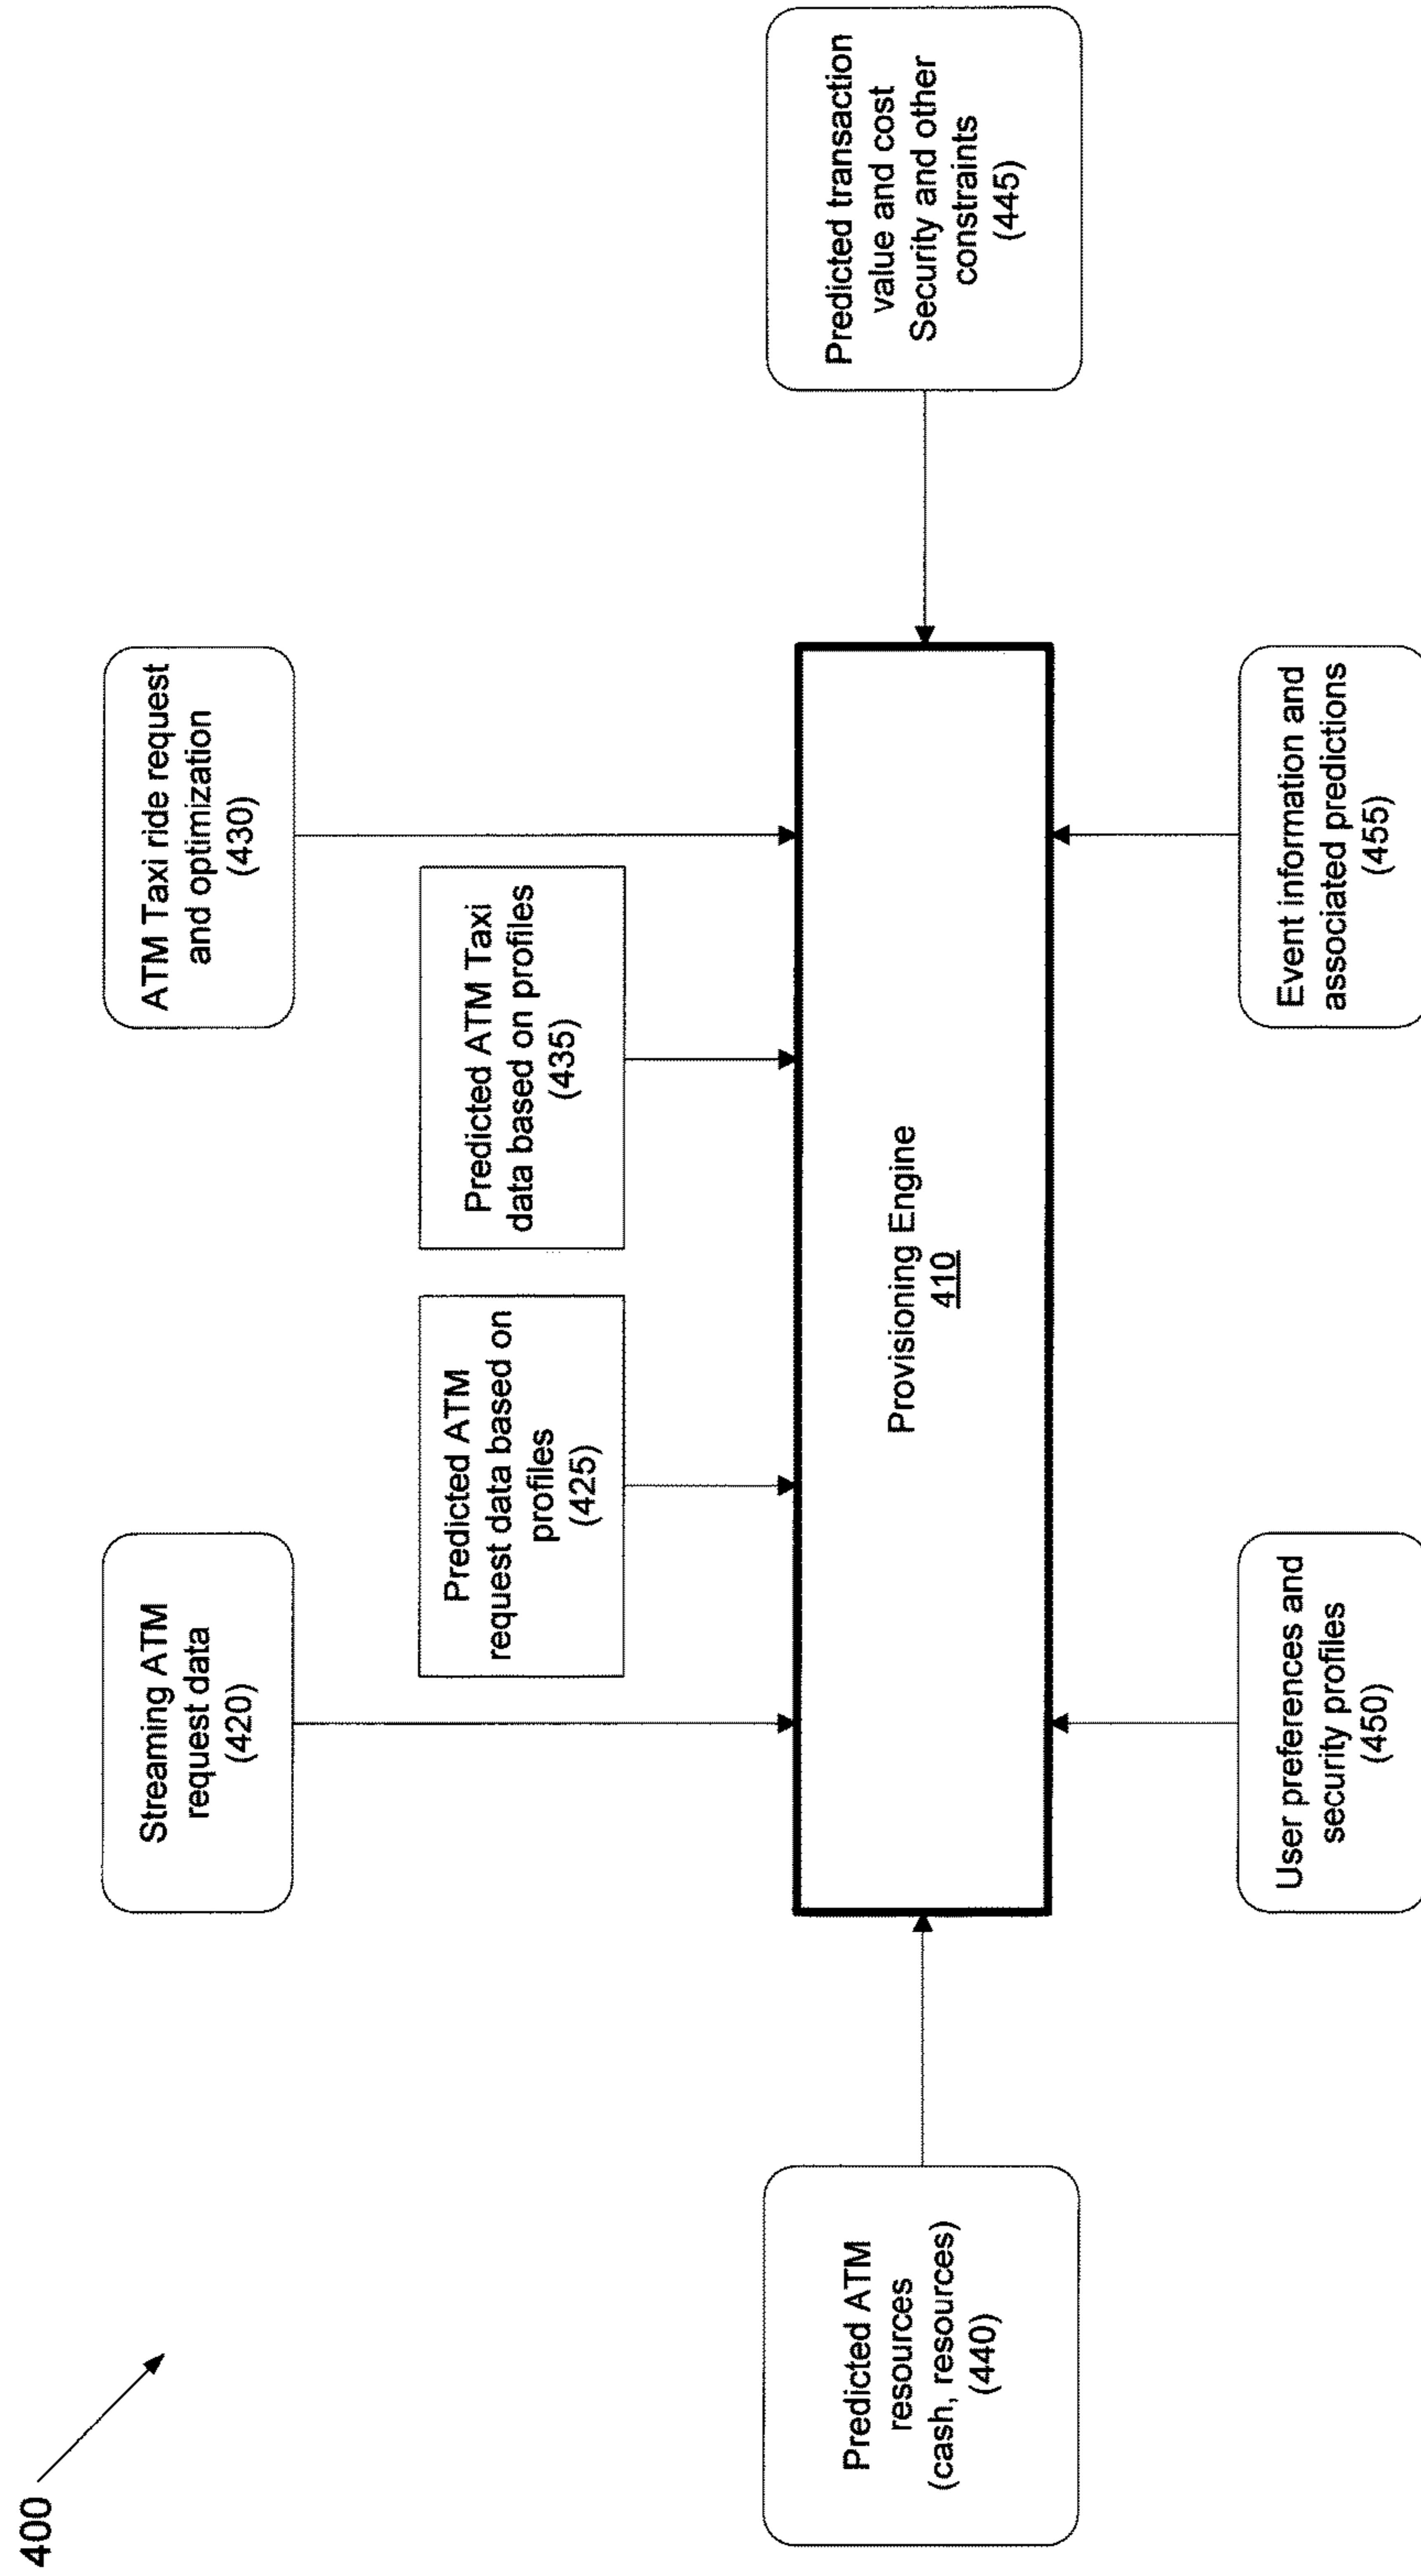 400
Streaming ATM
request data
(420)
ATM Taxi ride request
and optimization
(430)
Predicted ATM
request data based on
profiles
(425)
Predicted ATM Taxi
data based on profiles
(435)
Predicted ATM
resources
(cash, resources)
(440)
Provisioning Engine
410
Predicted transaction
value and cost
Security and other
constraints
(445)
User preferences and
security profiles
(450)
Event information and
associated predictions
(455)